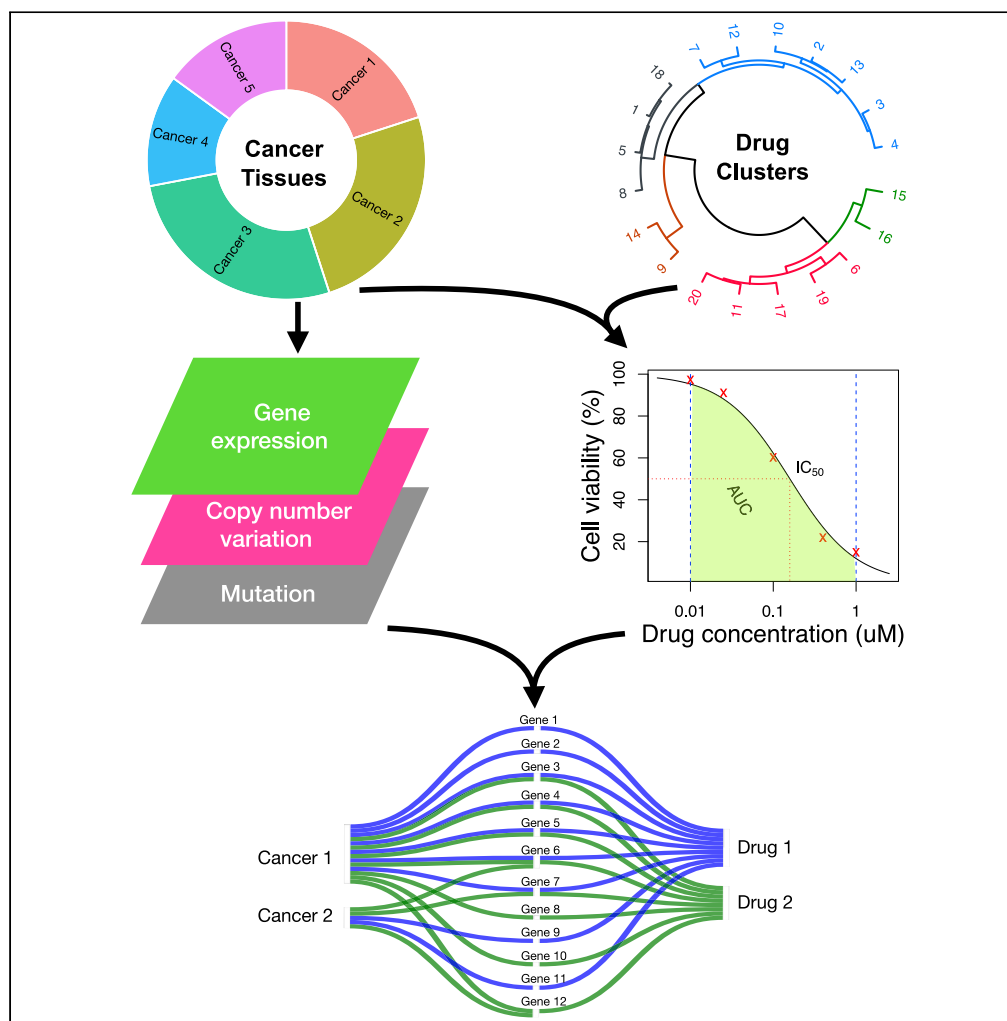 Cancer 1
Cancer 2
Cancer 3
Cancer 4
Cancer 5
Cancer
Tissues
18
1
5
8
14
9
7
12
10
2
13
3
4
15
16
6
19
17
11
20
Drug
Clusters
Gene
expression
Copy number
variation
Mutation
Cell viability (%)
100
80
60
40
20
IC50
AUC
0.01
0.1
1
Drug concentration (uM)
Gene 1
Gene 2
Gene 3
Gene 4
Gene 5
Gene 6
Gene 7
Gene 8
Gene 9
Gene 10
Gene 11
Gene 12
Cancer 1
Cancer 2
Drug 1
Drug 2